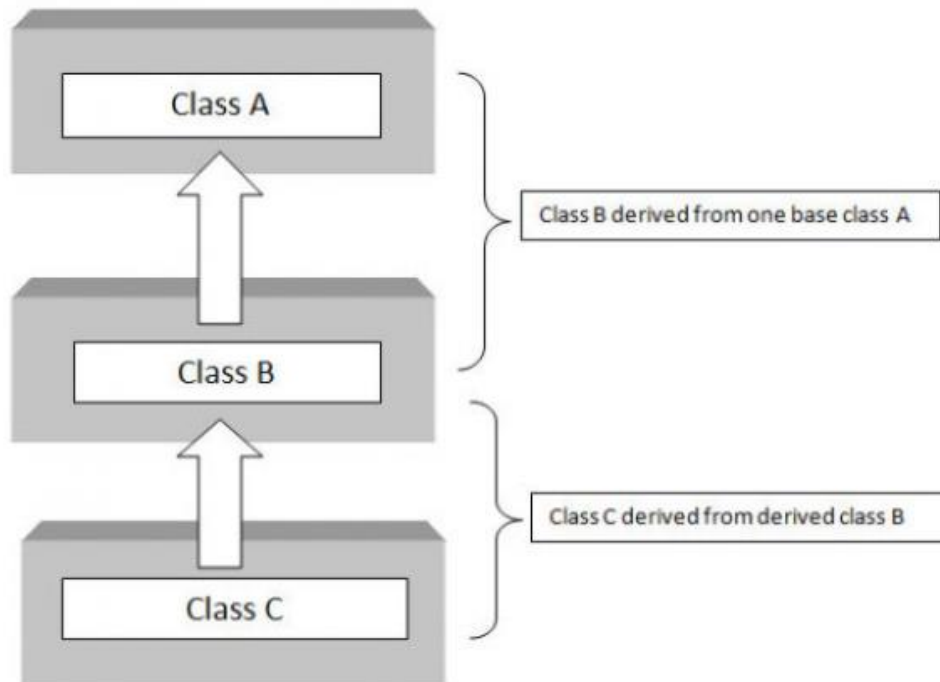 Class A
Class B derived from one base class A
Class B
Class C derived from derived class B
Class C